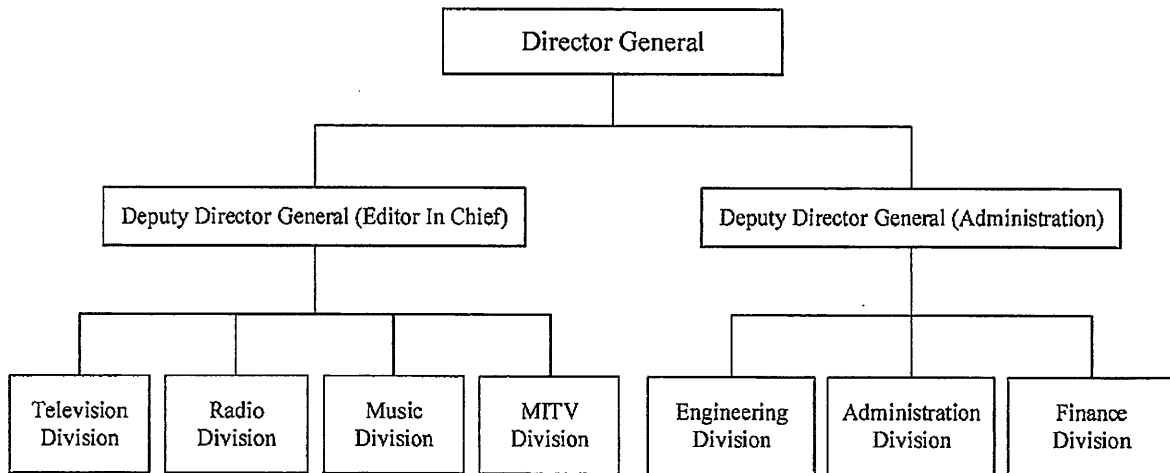 Director General
Deputy Director General (Editor In Chief)
Deputy Director General (Administration)
Television
Division
Radio
Division
Music
Division
MITV
Division
Engineering
Division
Administration
Division
Finance
Division